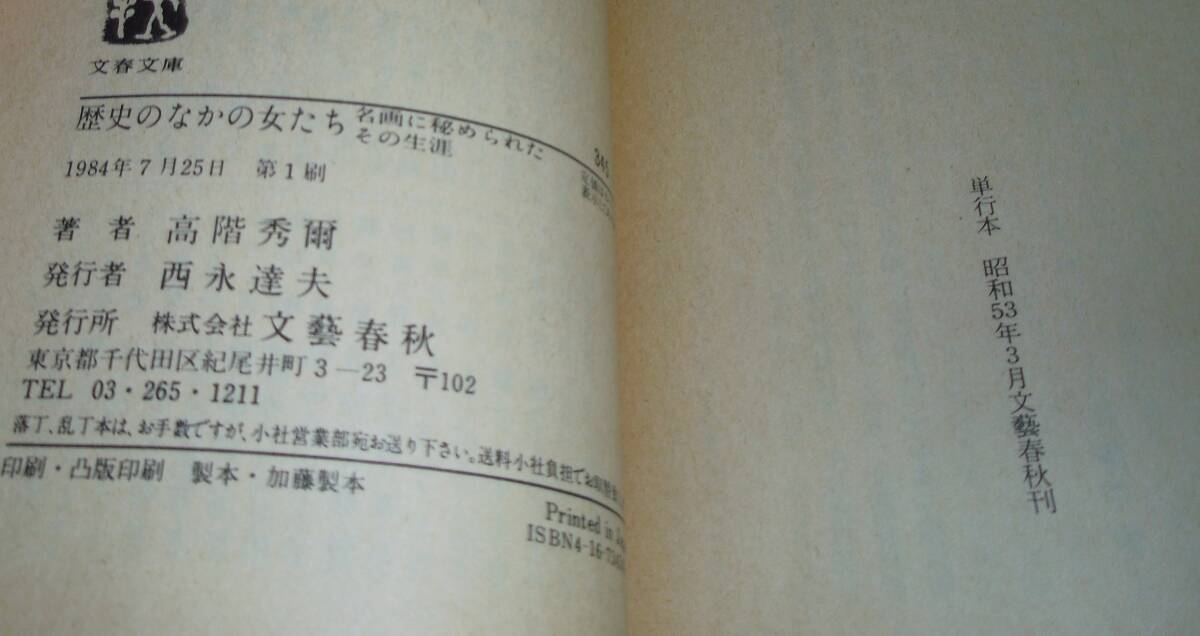 文春文庫
歴史のなかの女たち 名画に秘められた
その生涯
345
1984年7月25日 第1刷
著者 高階秀爾
発行者 西永達夫
発行所 株式会社 文藝春秋
東京都千代田区紀尾井町3—23 〒102
TEL 03・265・1211
落丁、乱丁本は、お手数ですが、小社営業部宛お送り下さい。送料小社負担でお
印刷・凸版印刷 製本・加藤製本
Printed in
ISBN4-16-
単行本 昭和53年3月文藝春秋刊